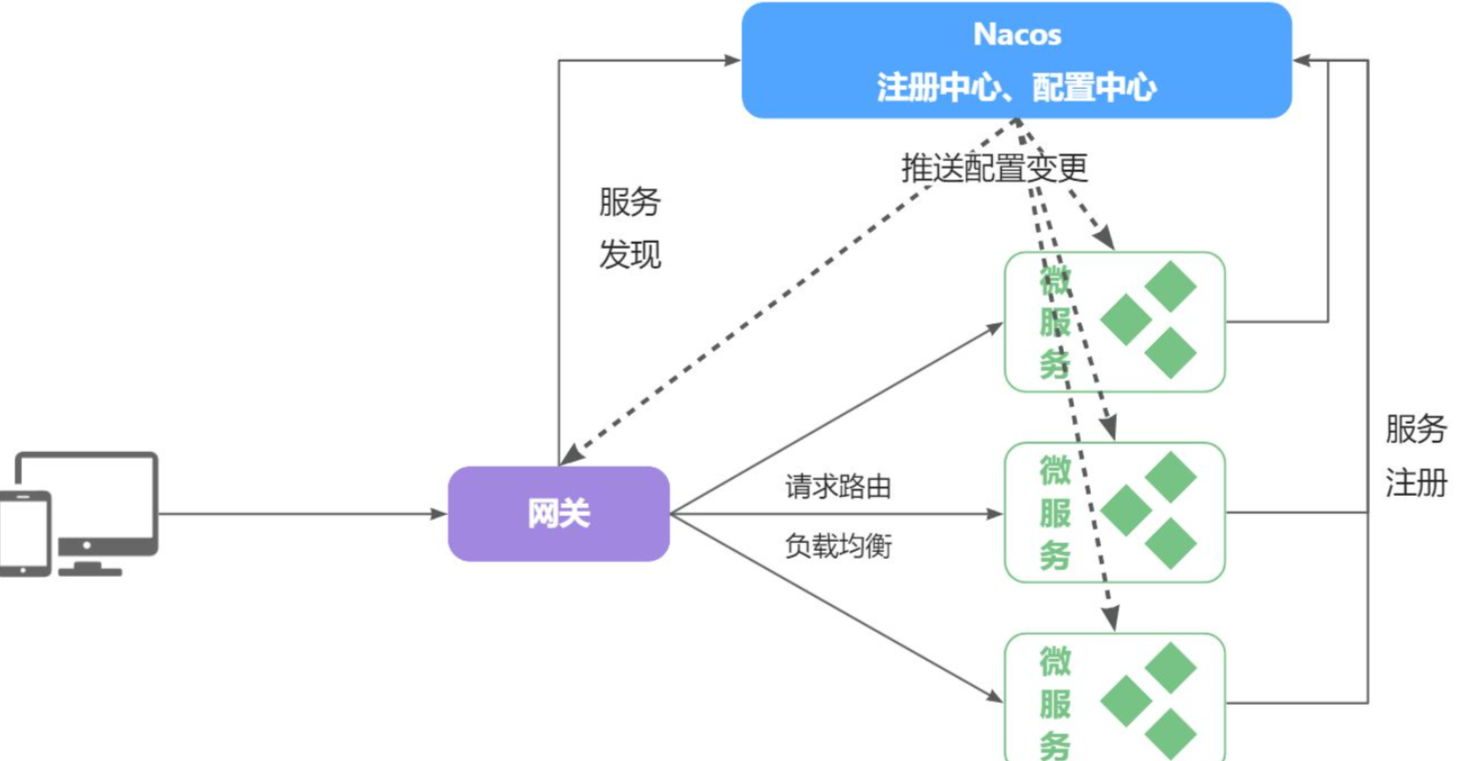 Nacos
注册中心、配置中心
推送配置变更
服务
发现
微
服
务
网关
请求路由
负载均衡
微
服
务
服务
注册
微
服
务